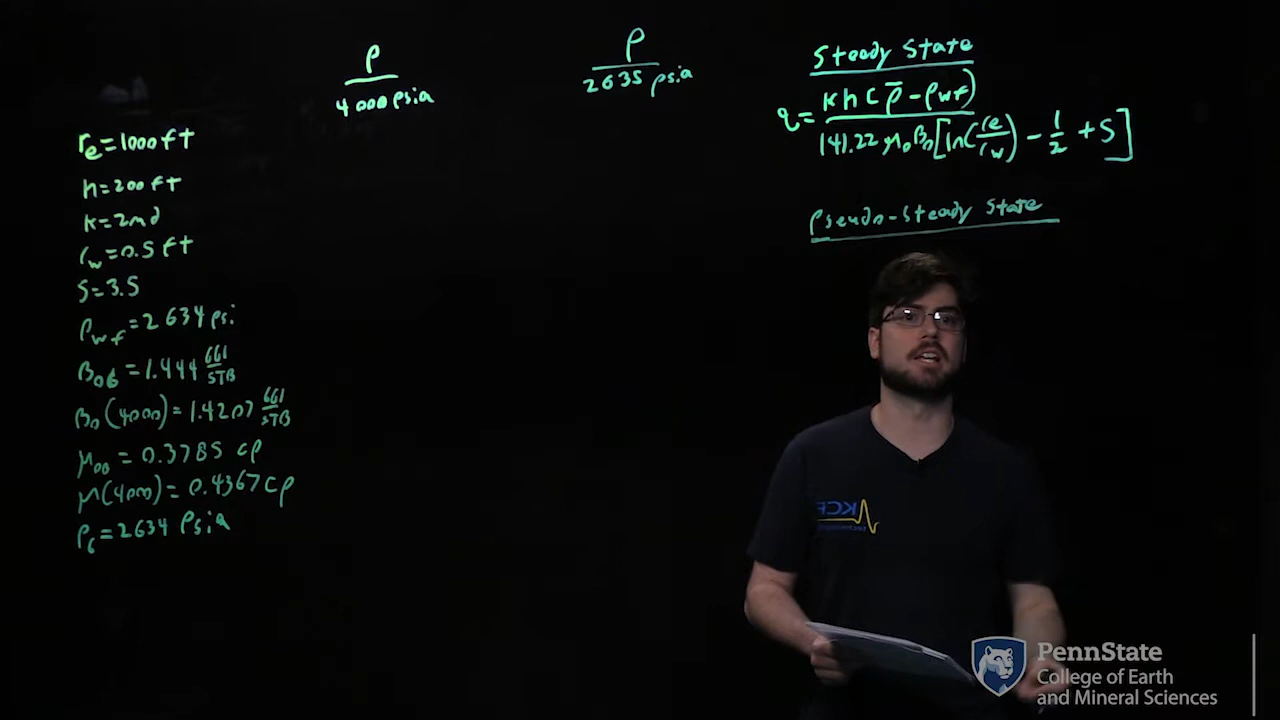 re = 1000 ft
h = 200 ft
k = 2 md
rw = 0.5 ft
S = 3.5
Pwf = 2634 psi
Bob = 1.444 bbl/STB
Bo(4000) = 1.4207 bbl/STB
μob = 0.3785 cp
μ(4000) = 0.4367 cp
Pb = 2634 Psia
P
4000 psia
P
2635 psia
Steady State
q = kh(p̄ - pwf) / 141.22 μo Bo [ln(re/rw) - 1/2 + S]
Pseudo-Steady State
KCF
PennState
College of Earth
and Mineral Sciences